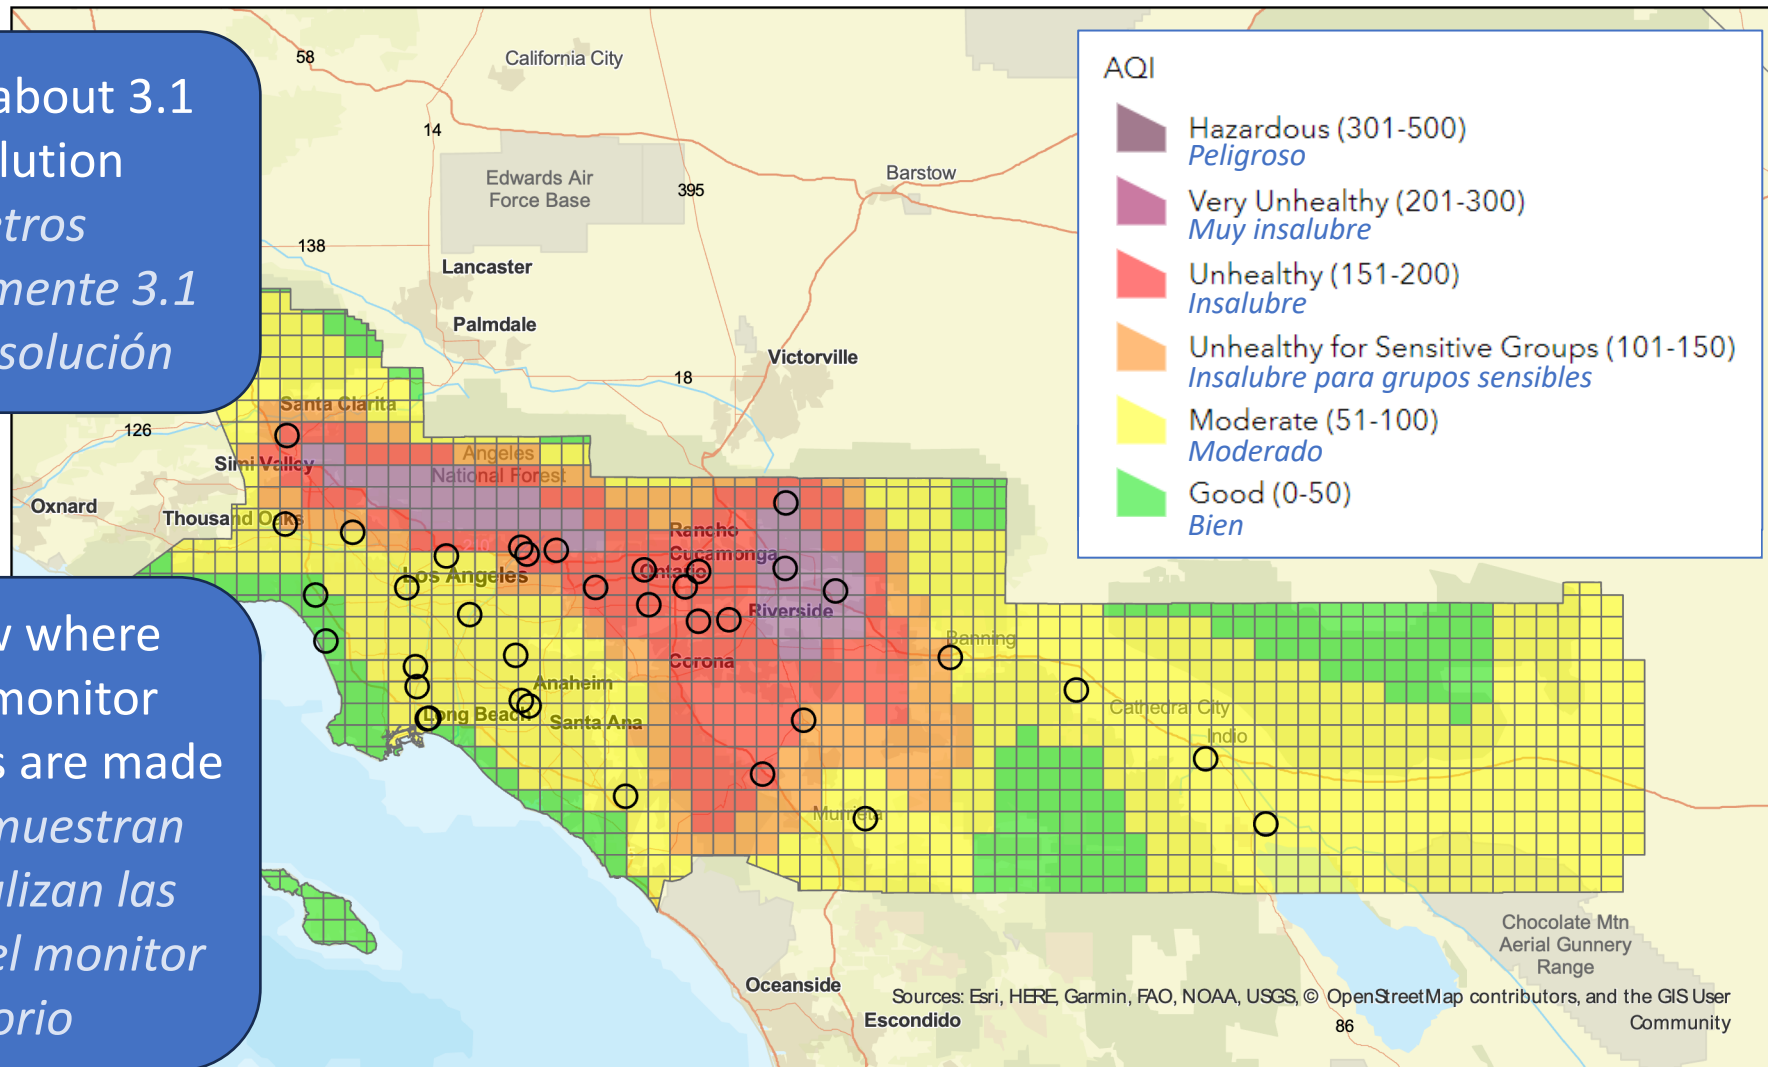 about 3.1
lution
etros
mente 3.1
solución
w where
monitor
s are made
muestran
alizan las
el monitor
orio
AQI
Hazardous (301-500)
Peligroso
Very Unhealthy (201-300)
Muy insalubre
Unhealthy (151-200)
Insalubre
Unhealthy for Sensitive Groups (101-150)
Insalubre para grupos sensibles
Moderate (51-100)
Moderado
Good (0-50)
Bien
58
California City
14
Edwards Air
Force Base
395
Barstow
138
Lancaster
Palmdale
Victorville
18
Santa Clarita
126
Simi Valley
Angeles
National Forest
Oxnard
Thousand Oaks
Rancho
Cucamonga
210
Ontario
Los Angeles
Riverside
Banning
Corona
Anaheim
Long Beach
Santa Ana
Cathedral City
Indio
Murrieta
Oceanside
Escondido
Chocolate Mtn
Aerial Gunnery
Range
86
Sources: Esri, HERE, Garmin, FAO, NOAA, USGS, © OpenStreetMap contributors, and the GIS User
Community